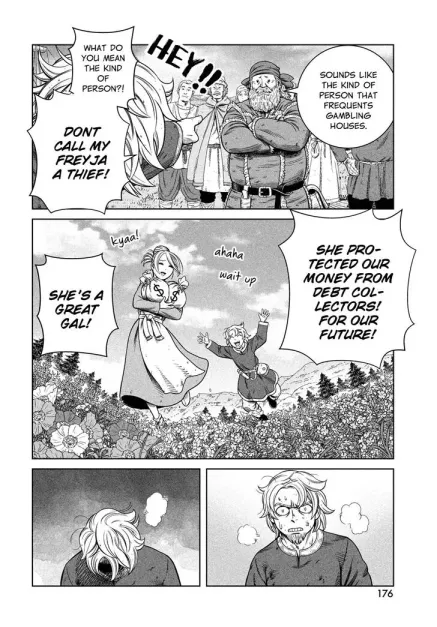 HEY!!
SOUNDS LIKE
THE KIND OF
PERSON THAT
FREQUENTS
GAMBLING
HOUSES.
WHAT DO
YOU MEAN
THE KIND
OF
PERSON?!
DONT
CALL MY
FREYJA
A THIEF!
SHE PRO-
TECTED OUR
MONEY FROM
DEBT COL-
LECTORS!
FOR OUR
FUTURE!
ahaha
wait up
kyaa!
$ $
SHE'S A
GREAT
GAL!
176